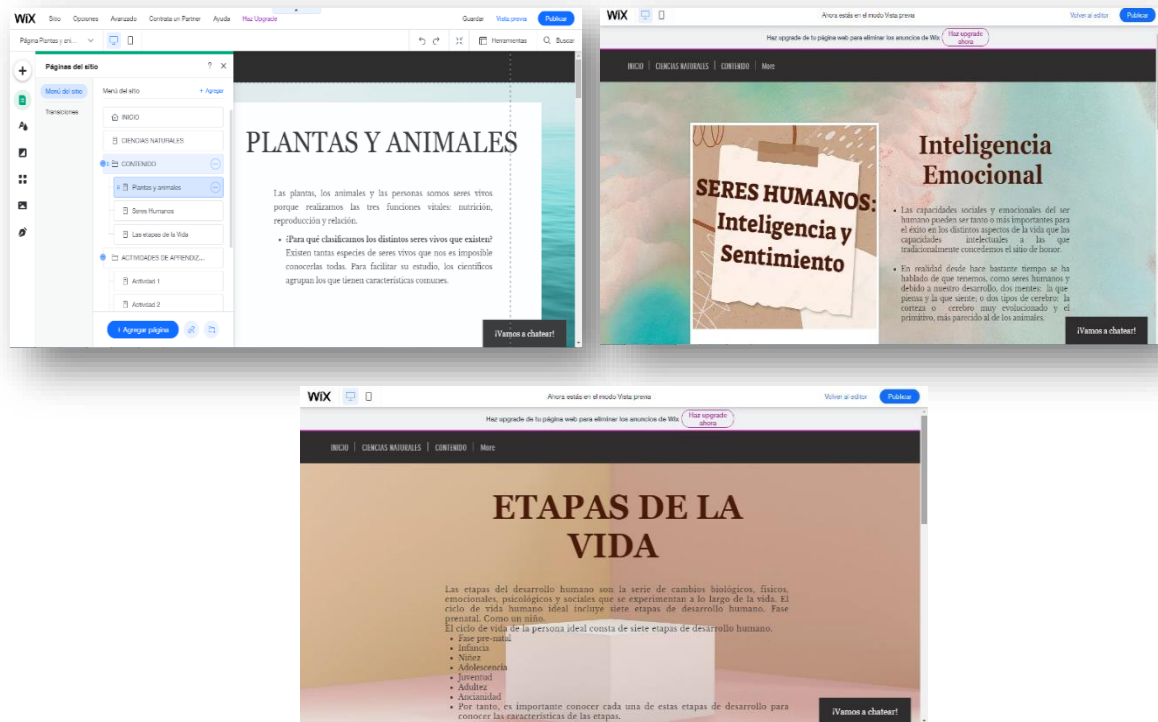 WiX Sitio Opciones Avanzado Contrata un Partner Ayuda Haz Upgrade Guardar Vista previa Publicar
Página Plantas y ani... Herramientas Buscar
Páginas del sitio ? ×
Menú del sitio
Transiciones
Menú del sitio + Agregar
INICIO
CIENCIAS NATURALES
CONTENIDO
Plantas y animales
Seres Humanos
Las etapas de la Vida
ACTIVIDADES DE APRENDIZ...
Actividad 1
Actividad 2
+ Agregar página
PLANTAS Y ANIMALES
Las plantas, los animales y las personas somos seres vivos
porque realizamos las tres funciones vitales: nutrición,
reproducción y relación.
• ¿Para qué clasificamos los distintos seres vivos que existen?
Existen tantas especies de seres vivos que nos es imposible
conocerlas todas. Para facilitar su estudio, los científicos
agrupan los que tienen características comunes.
¡Vamos a chatear!
WiX Ahora estás en el modo Vista previa Volver al editor Publicar
Haz upgrade de tu página web para eliminar los anuncios de Wix Haz upgrade
ahora
INICIO | CIENCIAS NATURALES | CONTENIDO | More
SERES HUMANOS:
Inteligencia y
Sentimiento
Inteligencia
Emocional
• Las capacidades sociales y emocionales del ser
humano pueden ser tanto o más importantes para
el éxito en los distintos aspectos de la vida que las
capacidades intelectuales a las que
tradicionalmente concedemos el sitio de honor.
• En realidad desde hace bastante tiempo se ha
hablado de que tenemos, como seres humanos y
debido a nuestro desarrollo, dos mentes: la que
piensa y la que siente; o dos tipos de cerebro: la
corteza o cerebro muy evolucionado y el
primitivo, más parecido al de los animales.
¡Vamos a chatear!
WiX Ahora estás en el modo Vista previa Volver al editor Publicar
Haz upgrade de tu página web para eliminar los anuncios de Wix Haz upgrade
ahora
INICIO | CIENCIAS NATURALES | CONTENIDO | More
ETAPAS DE LA
VIDA
Las etapas del desarrollo humano son la serie de cambios biológicos, físicos,
emocionales, psicológicos y sociales que se experimentan a lo largo de la vida. El
ciclo de vida humano ideal incluye siete etapas de desarrollo humano. Fase
prenatal. Como un niño.
El ciclo de vida de la persona ideal consta de siete etapas de desarrollo humano.
• Fase pre-natal
• Infancia
• Niñez
• Adolescencia
• Juventud
• Adultez
• Ancianidad
• Por tanto, es importante conocer cada una de estas etapas de desarrollo para
conocer las características de las etapas.
¡Vamos a chatear!